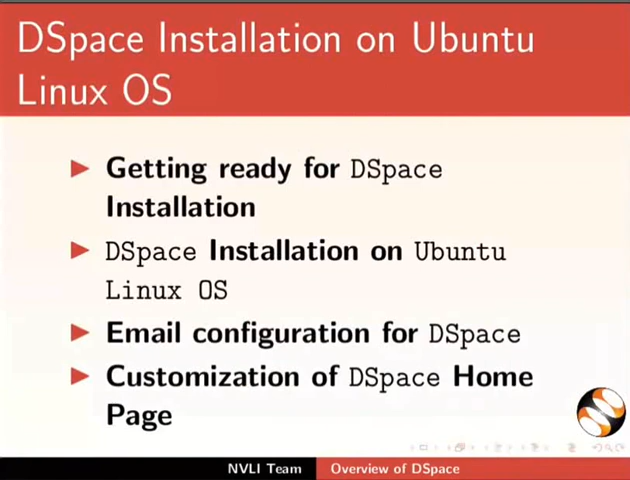 DSpace Installation on Ubuntu
Linux OS
Getting ready for DSpace
Installation
DSpace Installation on Ubuntu
Linux OS
Email configuration for DSpace
Customization of DSpace Home
Page
NVLI Team Overview of DSpace